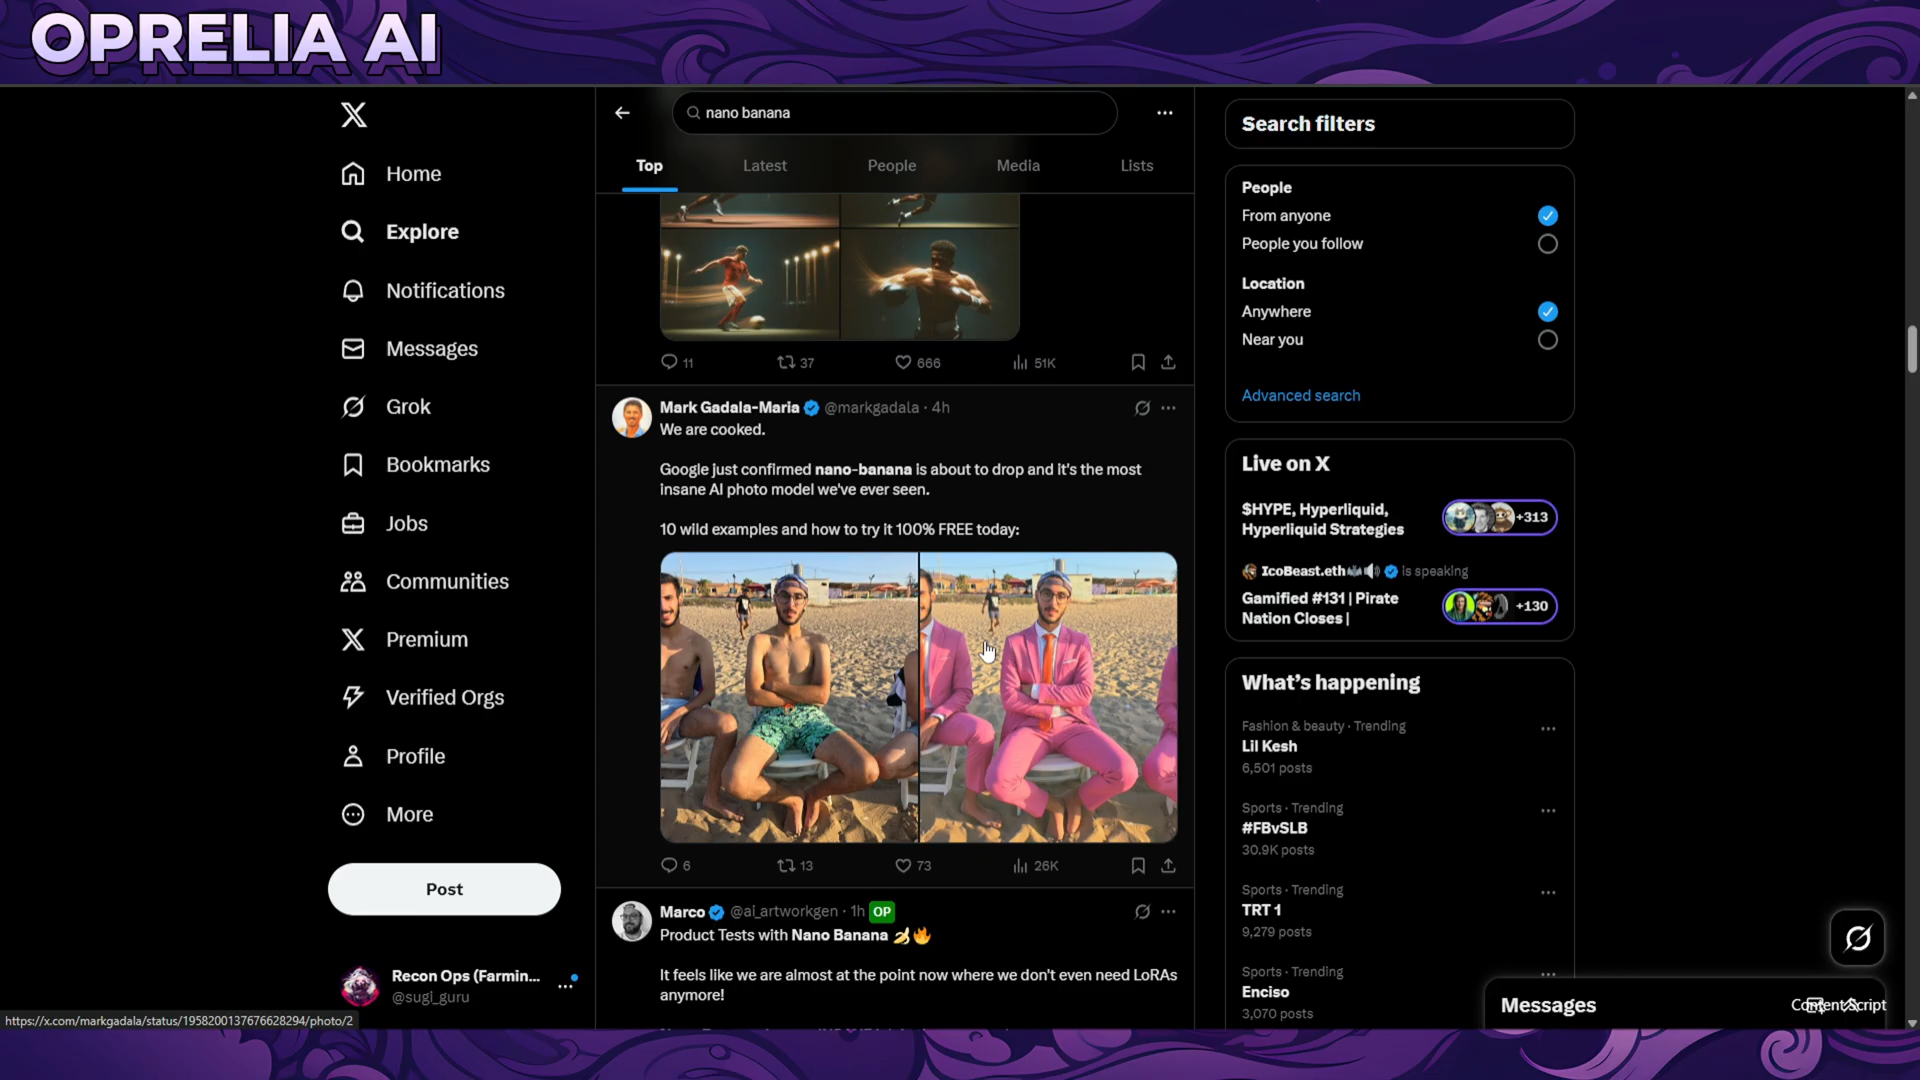 OPRELIA AI
Home
Explore
Notifications
Messages
Grok
Bookmarks
Jobs
Communities
Premium
Verified Orgs
Profile
More
Post
Recon Ops (Farmin...
@sugi_guru
https://x.com/markgadala/status/1958200137676628294/photo/2
nano banana
Top Latest People Media Lists
11 37 666 51K
Mark Gadala-Maria @markgadala · 4h
We are cooked.
Google just confirmed nano-banana is about to drop and it's the most
insane AI photo model we've ever seen.
10 wild examples and how to try it 100% FREE today:
6 13 73 26K
Marco @ai_artworkgen · 1h OP
Product Tests with Nano Banana 🍌🔥
It feels like we are almost at the point now where we don't even need LoRAs
anymore!
Search filters
People
From anyone
People you follow
Location
Anywhere
Near you
Advanced search
Live on X
$HYPE, Hyperliquid,
Hyperliquid Strategies
+313
IcoBeast.eth is speaking
Gamified #131 | Pirate
Nation Closes |
+130
What's happening
Fashion & beauty · Trending
Lil Kesh
6,501 posts
Sports · Trending
#FBvSLB
30.9K posts
Sports · Trending
TRT 1
9,279 posts
Sports · Trending
Enciso
3,070 posts
Messages
Content Script